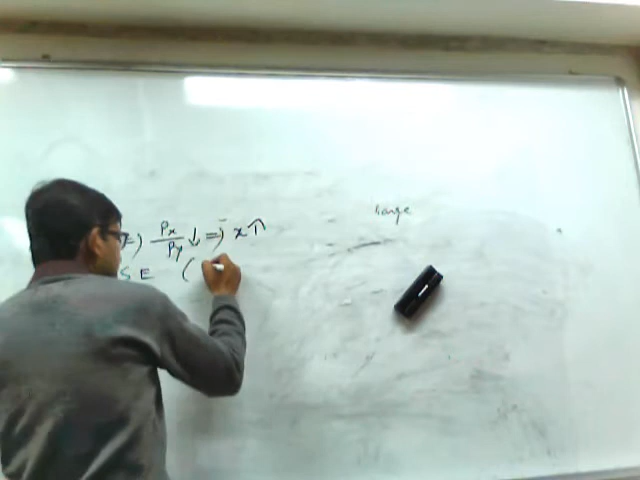 ⇒) Px/Py ↓ ⇒) x↑
SE (
large